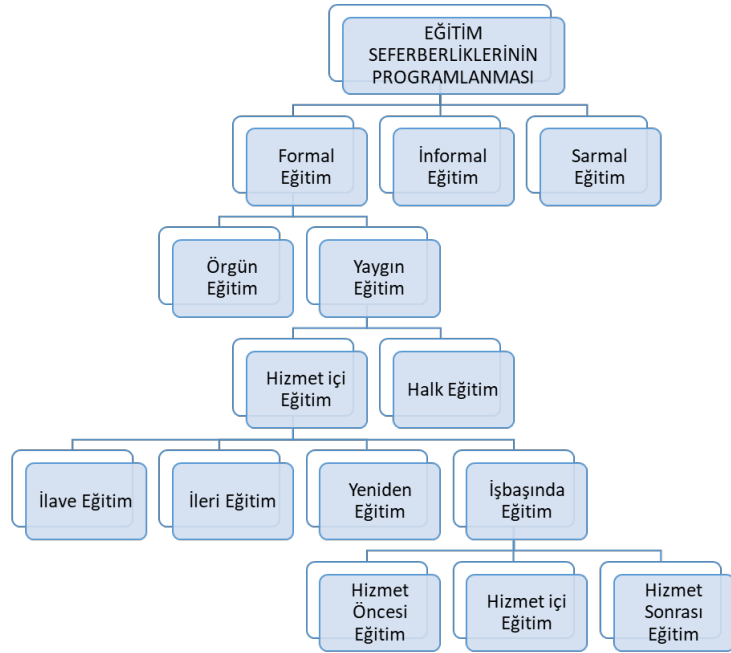 EĞİTİM
SEFERBERLİKLERİNİN
PROGRAMLANMASI
Formal
Eğitim
İnformal
Eğitim
Sarmal
Eğitim
Örgün
Eğitim
Yaygın
Eğitim
Hizmet içi
Eğitim
Halk Eğitim
İlave Eğitim
İleri Eğitim
Yeniden
Eğitim
İşbaşında
Eğitim
Hizmet
Öncesi
Eğitim
Hizmet içi
Eğitim
Hizmet
Sonrası
Eğitim